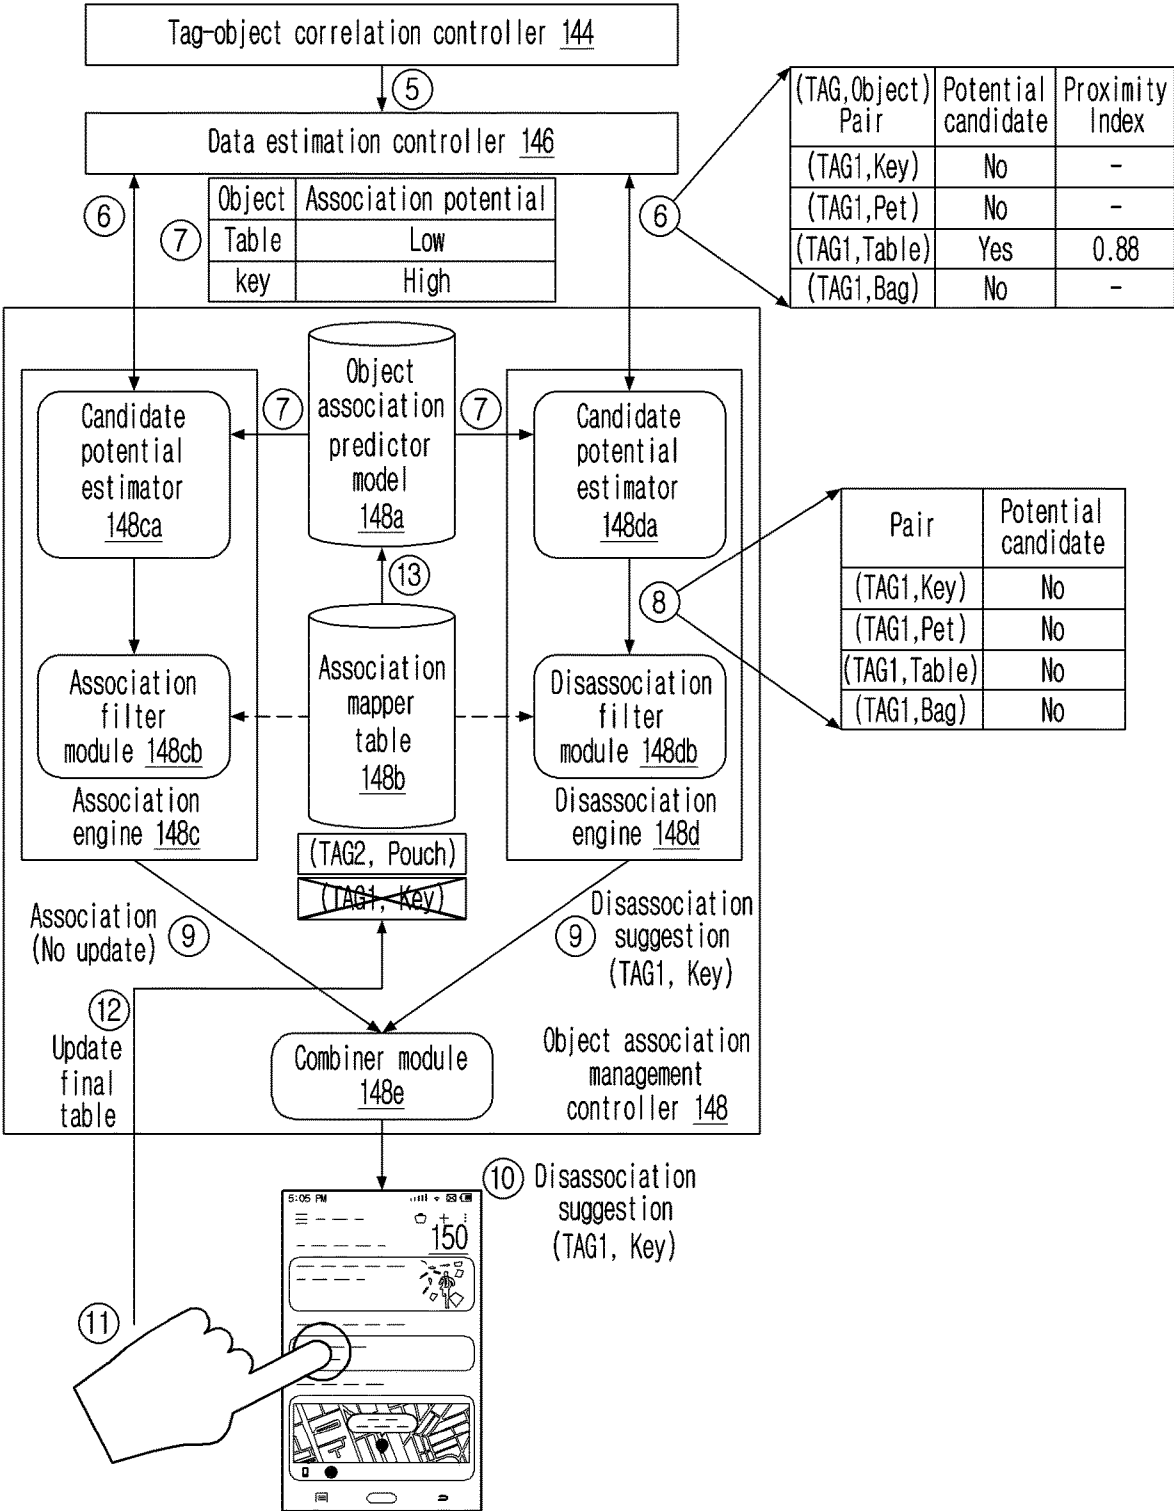 Tag-object correlation controller 144
⑤
Data estimation controller 146
⑥
⑦
Object Association potential
Table Low
key High
⑥
(TAG,Object) Pair Potential candidate Proximity Index
(TAG1,Key) No -
(TAG1,Pet) No -
(TAG1,Table) Yes 0.88
(TAG1,Bag) No -
Candidate
potential
estimator
148ca
⑦
Object
association
predictor
model
148a
⑦
Candidate
potential
estimator
148da
⑬
⑧
Pair Potential candidate
(TAG1,Key) No
(TAG1,Pet) No
(TAG1,Table) No
(TAG1,Bag) No
Association
filter
module 148cb
Association
engine 148c
Association
mapper
table
148b
Disassociation
filter
module 148db
Disassociation
engine 148d
(TAG2, Pouch)
(TAG1, Key)
Association
(No update)
⑨
⑨
Disassociation
suggestion
(TAG1, Key)
⑫
Update
final
table
Combiner module
148e
Object association
management
controller 148
⑩
Disassociation
suggestion
(TAG1, Key)
5:05 PM
150
⑪